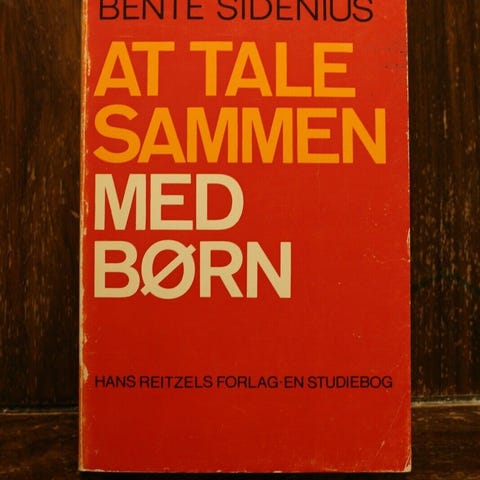 BENTE SIDENIUS
AT TALE
SAMMEN
MED
BØRN
HANS REITZELS FORLAG·EN STUDIEBOG